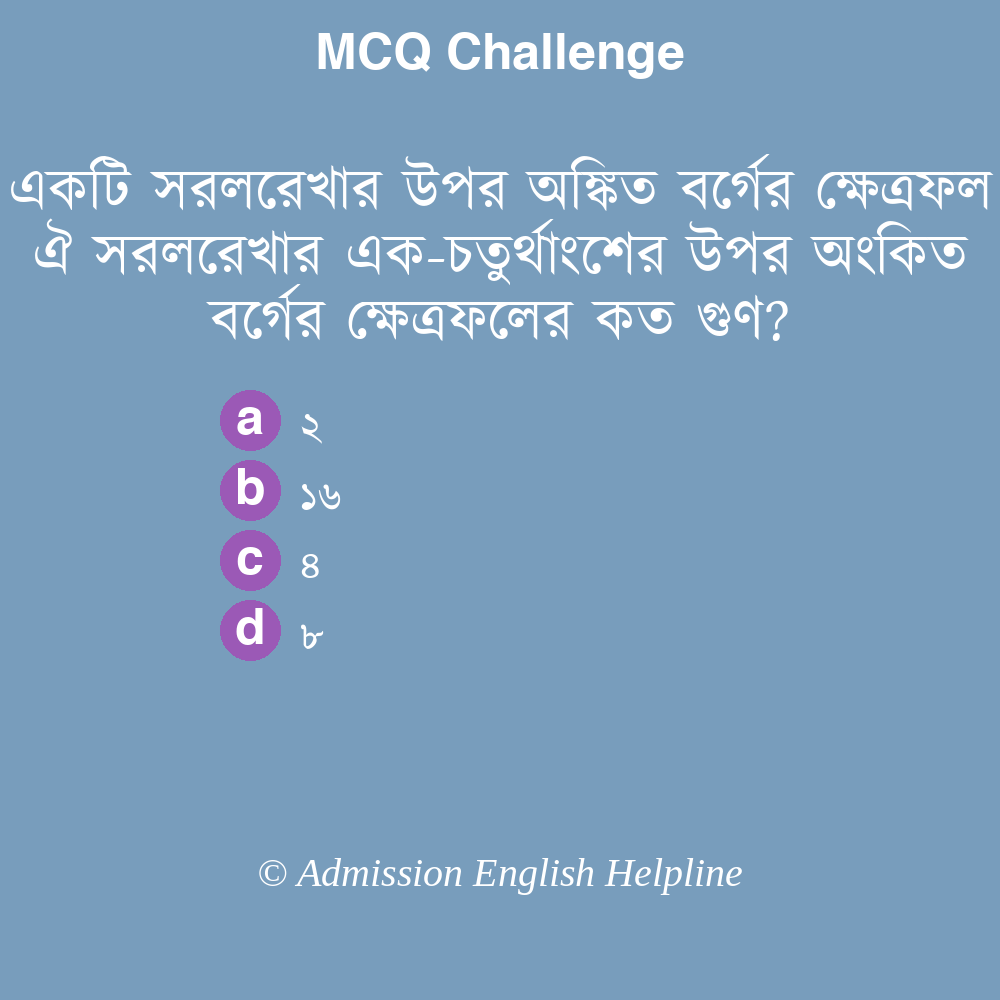 MCQ Challenge
একটি সরলরেখার উপর অঙ্কিত বর্গের ক্ষেত্রফল
ঐ সরলরেখার এক-চতুর্থাংশের উপর অংকিত
বর্গের ক্ষেত্রফলের কত গুণ?
a ২
b ১৬
c ৪
d ৮
© Admission English Helpline